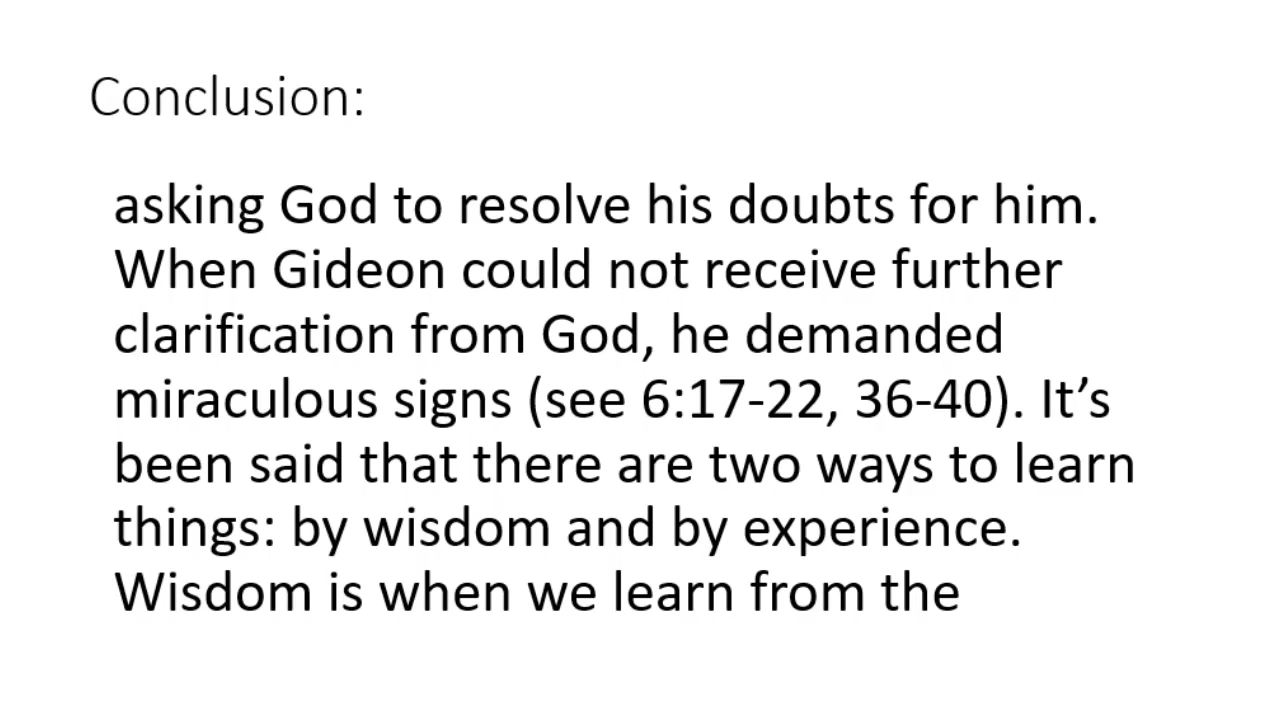 Conclusion:
asking God to resolve his doubts for him.
When Gideon could not receive further
clarification from God, he demanded
miraculous signs (see 6:17-22, 36-40). It’s
been said that there are two ways to learn
things: by wisdom and by experience.
Wisdom is when we learn from the